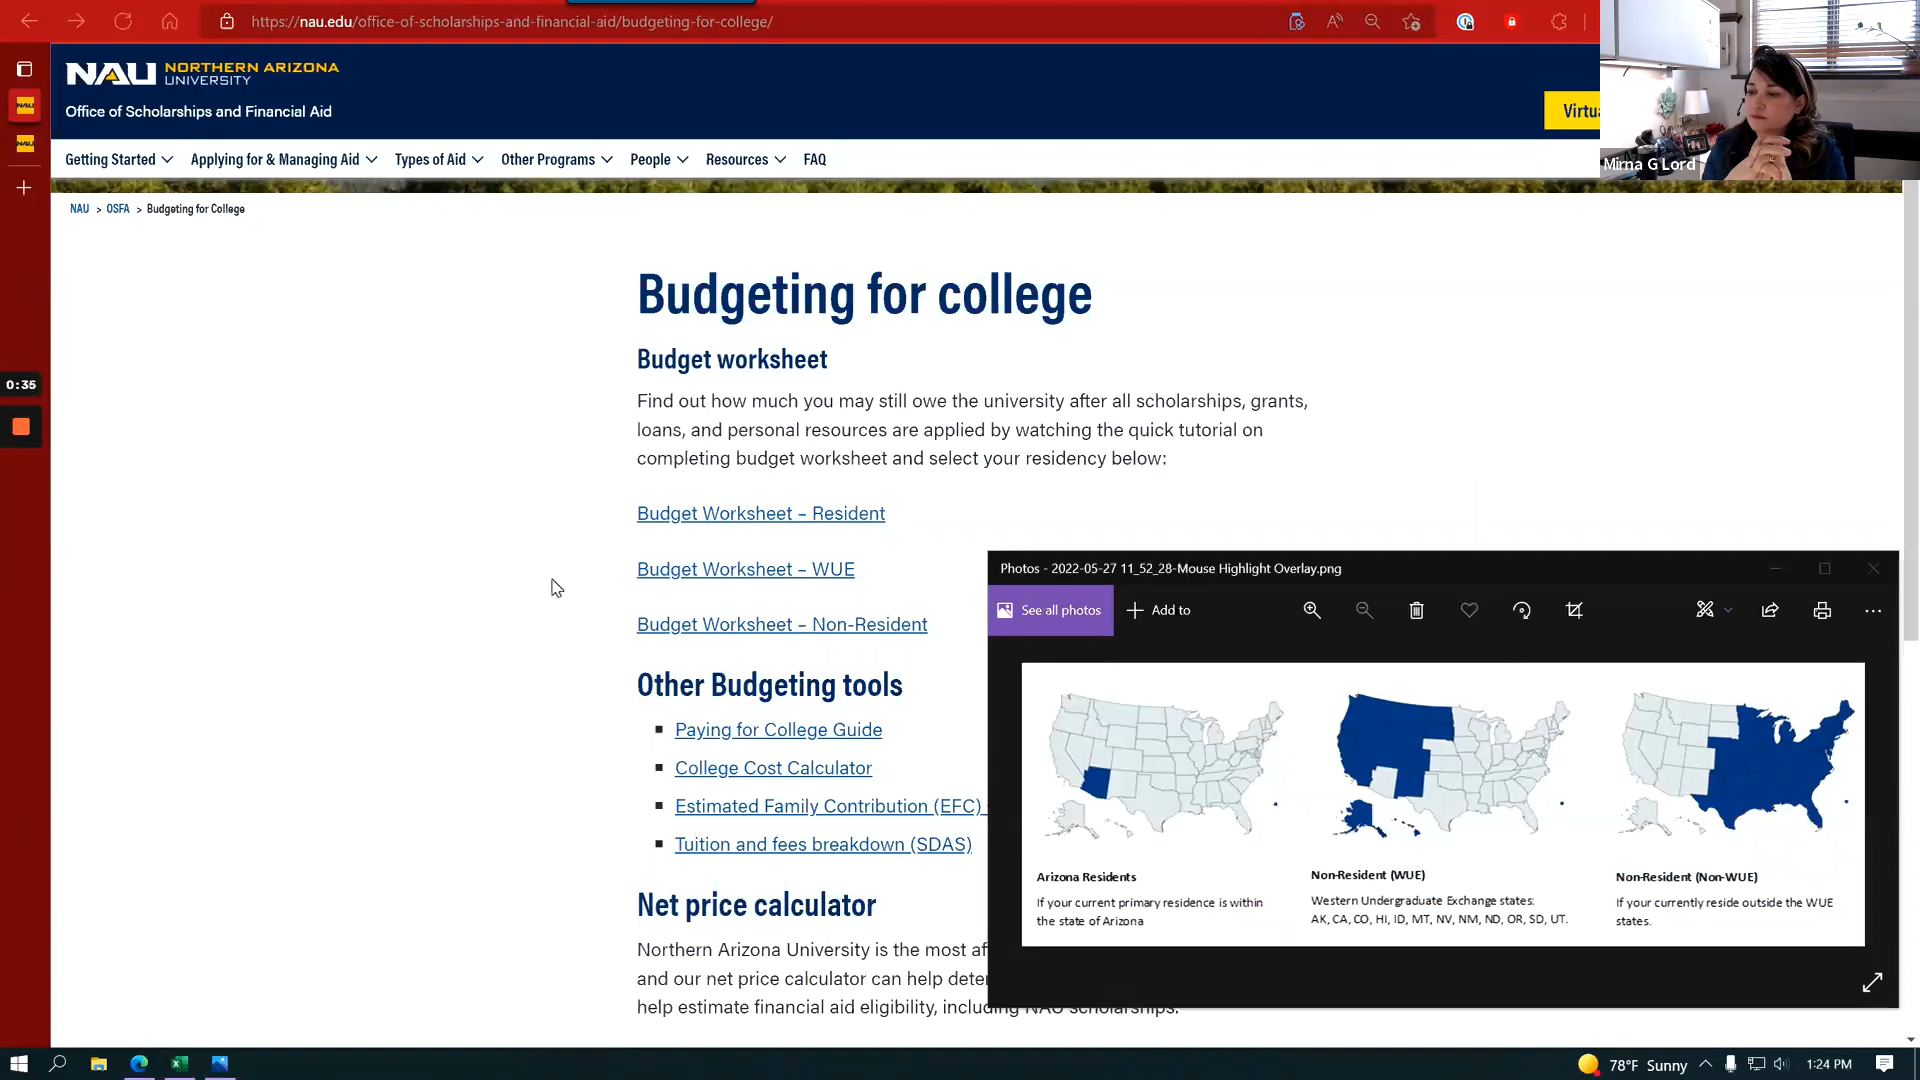 https://nau.edu/office-of-scholarships-and-financial-aid/budgeting-for-college/
NAU NORTHERN ARIZONA
UNIVERSITY
Office of Scholarships and Financial Aid
Getting Started
Applying for & Managing Aid
Types of Aid
Other Programs
People
Resources
FAQ
Mirna G Lord
NAU > OSFA > Budgeting for College
Budgeting for college
Budget worksheet
Find out how much you may still owe the university after all scholarships, grants,
loans, and personal resources are applied by watching the quick tutorial on
completing budget worksheet and select your residency below:
0:35
Budget Worksheet – Resident
Budget Worksheet – WUE
Budget Worksheet – Non-Resident
Other Budgeting tools
Paying for College Guide
College Cost Calculator
Estimated Family Contribution (EFC)
Tuition and fees breakdown (SDAS)
Net price calculator
Northern Arizona University is the most
and our net price calculator can help
help estimate financial aid eligibility, including NAU scholarships.
Photos - 2022-05-27 11_52_28-Mouse Highlight Overlay.png
See all photos
Add to
Arizona Residents
If your current primary residence is within
the state of Arizona
Non-Resident (WUE)
Western Undergraduate Exchange states:
AK, CA, CO, HI, ID, MT, NV, NM, ND, OR, SD, UT.
Non-Resident (Non-WUE)
If your currently reside outside the WUE
states.
78°F Sunny
1:24 PM